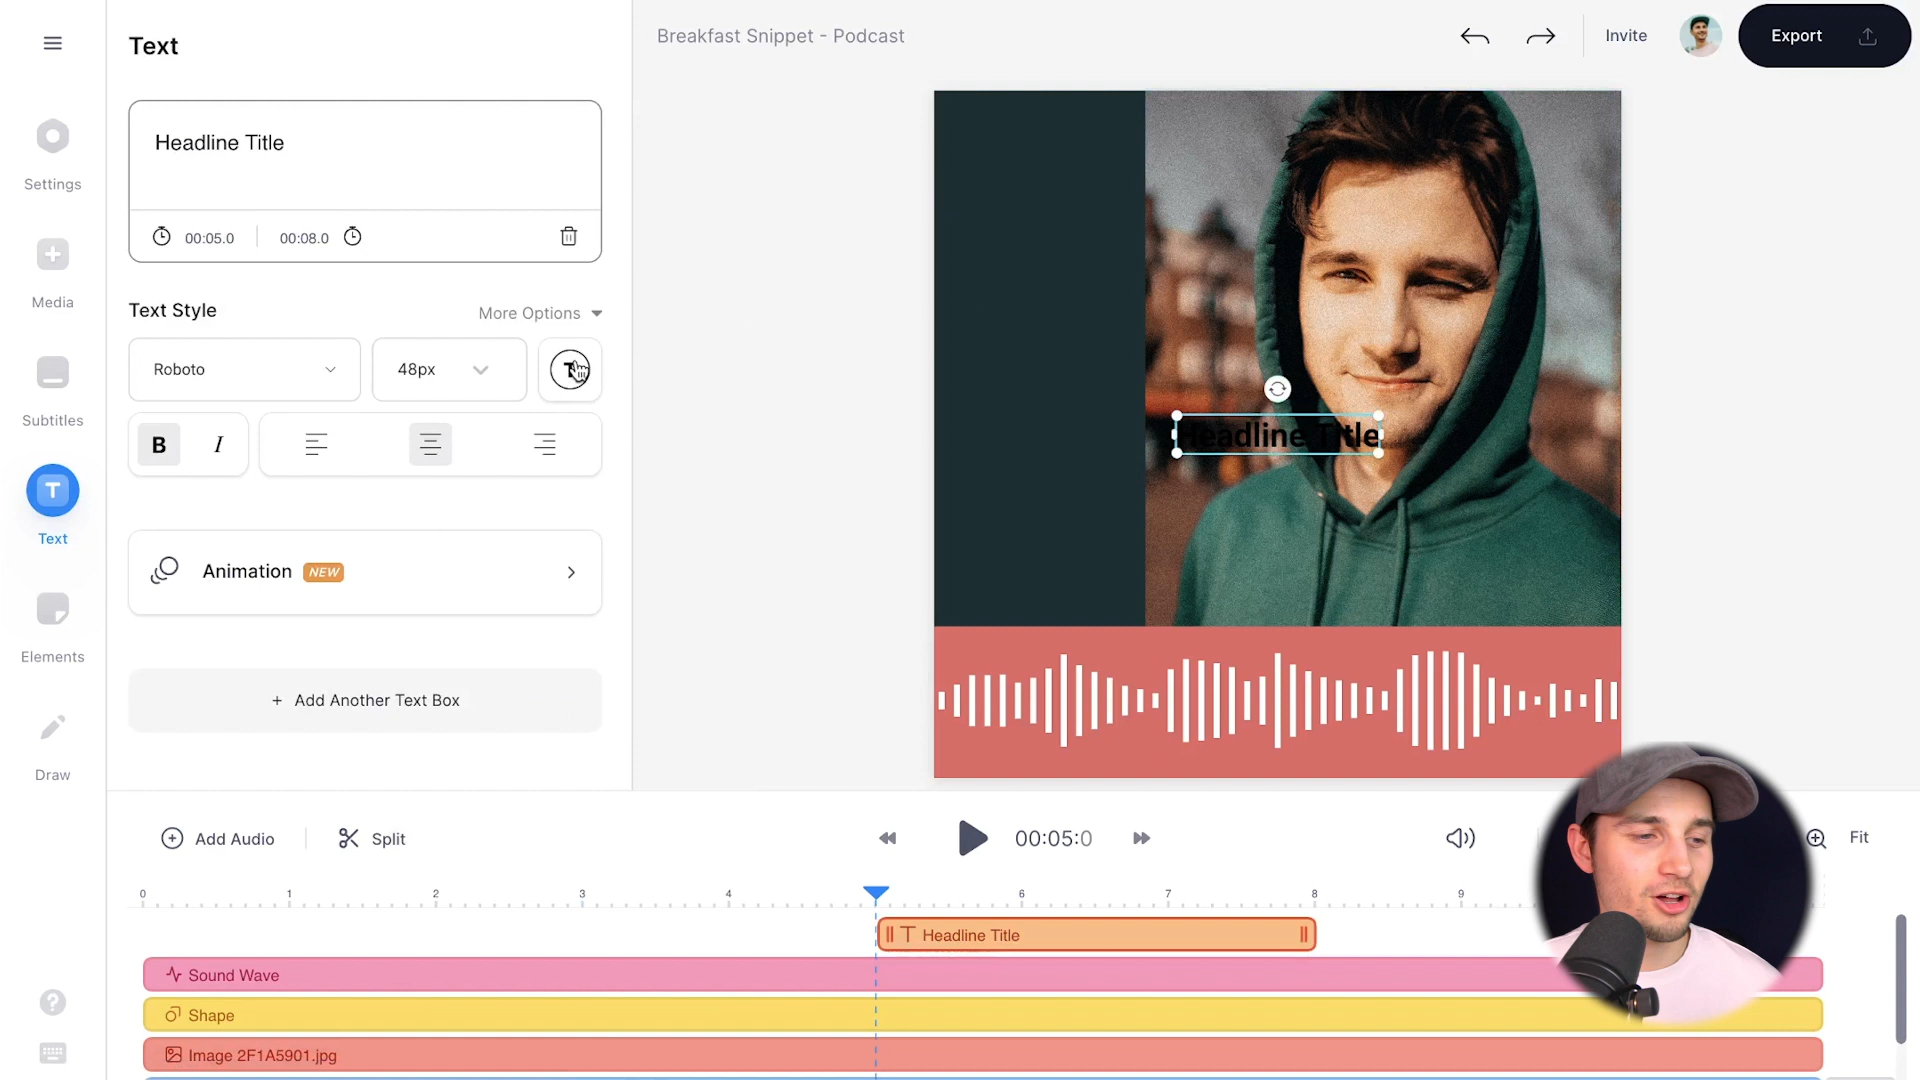 Text
Breakfast Snippet - Podcast
Invite
Export
Headline Title
00:05.0
00:08.0
Settings
Media
Subtitles
Text
Elements
Draw
Text Style
More Options
Roboto
48px
T
B
I
Animation NEW
+ Add Another Text Box
Headline Title
Add Audio
Split
00:05:0
Fit
0 1 2 3 4 6 7 8 9
T Headline Title
Sound Wave
Shape
Image 2F1A5901.jpg